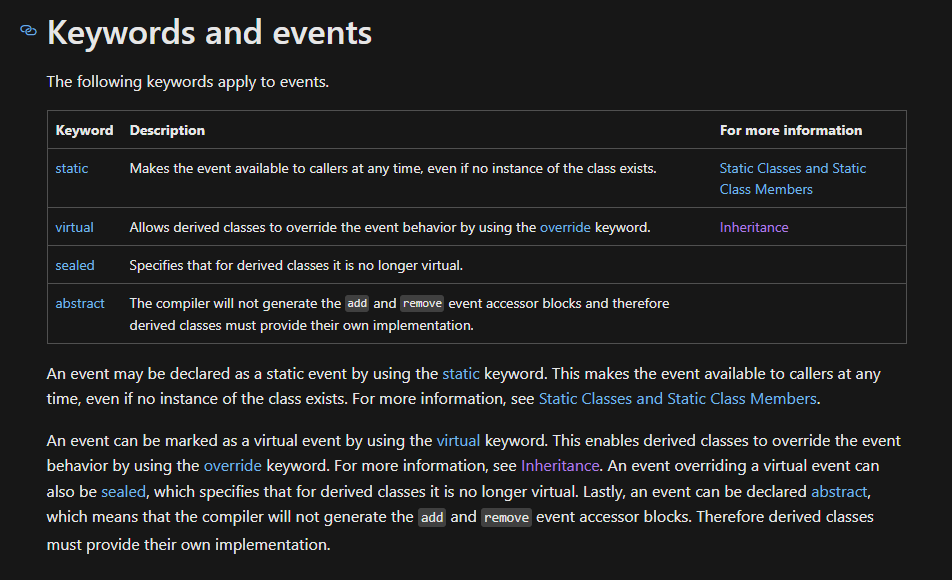 Keywords and events
The following keywords apply to events.
Keyword Description For more information
static Makes the event available to callers at any time, even if no instance of the class exists. Static Classes and Static
Class Members
virtual Allows derived classes to override the event behavior by using the override keyword. Inheritance
sealed Specifies that for derived classes it is no longer virtual.
abstract The compiler will not generate the add and remove event accessor blocks and therefore
derived classes must provide their own implementation.
An event may be declared as a static event by using the static keyword. This makes the event available to callers at any
time, even if no instance of the class exists. For more information, see Static Classes and Static Class Members.
An event can be marked as a virtual event by using the virtual keyword. This enables derived classes to override the event
behavior by using the override keyword. For more information, see Inheritance. An event overriding a virtual event can
also be sealed, which specifies that for derived classes it is no longer virtual. Lastly, an event can be declared abstract,
which means that the compiler will not generate the add and remove event accessor blocks. Therefore derived classes
must provide their own implementation.